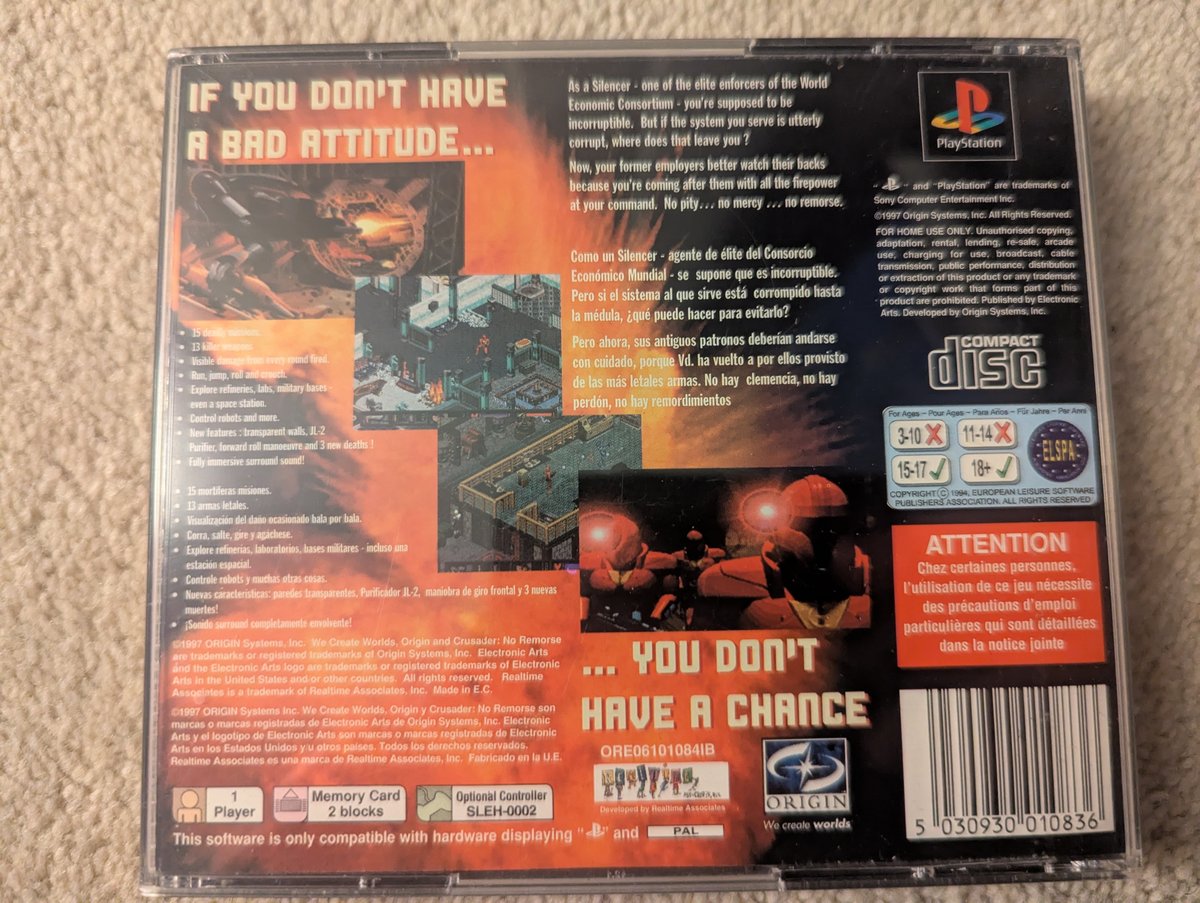 IF YOU DON'T HAVE
A BAD ATTITUDE...
15 deadly missions.
13 killer weapons
Visible damage from every round fired.
Run, jump, roll and crouch.
Explore refineries, labs, military bases -
even a space station.
Control robots and more.
New features : transparent walls, JL-2
Purifier, forward roll manoeuvre and 3 new deaths !
Fully immersive surround sound!
15 mortíferas misiones.
13 armas letales.
Visualización del daño ocasionado bala por bala.
Corra, salte, gire y agáchese.
Explore refinerías, laboratorios, bases militares - incluso una
estación espacial.
Controle robots y muchas otras cosas.
Nuevas características: paredes transparentes, Purificador JL-2, maniobra de giro frontal y 3 nuevas
muertes!
¡Sonido surround completamente envolvente!
©1997 ORIGIN Systems, Inc. We Create Worlds, Origin and Crusader: No Remorse
are trademarks or registered trademarks of Origin Systems, Inc. Electronic Arts
and the Electronic Arts logo are trademarks or registered trademarks of Electronic
Arts in the United States and/or other countries. All rights reserved. Realtime
Associates is a trademark of Realtime Associates, Inc. Made in E.C.
©1997 ORIGIN Systems Inc. We Create Worlds, Origin y Crusader: No Remorse son
marcas o marcas registradas de Electronic Arts de Origin Systems, Inc. Electronic
Arts y el logotipo de Electronic Arts son marcas o marcas registradas de Electronic
Arts en los Estados Unidos y/u otros países. Todos los derechos reservados.
Realtime Associates es una marca de Realtime Associates, Inc. Fabricado en la U.E.
1
Player
Memory Card
2 blocks
Optional Controller
SLEH-0002
This software is only compatible with hardware displaying " " and PAL
As a Silencer - one of the elite enforcers of the World
Economic Consortium - you're supposed to be
incorruptible. But if the system you serve is utterly
corrupt, where does that leave you ?
Now, your former employers better watch their backs
because you're coming after them with all the firepower
at your command. No pity... no mercy ... no remorse.
Como un Silencer - agente de élite del Consorcio
Económico Mundial - se supone que es incorruptible.
Pero si el sistema al que sirve está corrompido hasta
la médula, ¿qué puede hacer para evitarlo?
Pero ahora, sus antiguos patronos deberían andarse
con cuidado, porque Vd. ha vuelto a por ellos provisto
de las más letales armas. No hay clemencia, no hay
perdón, no hay remordimientos
... YOU DON'T
HAVE A CHANCE
ORE06101084IB
Developed by Realtime Associates
ORIGIN
We create worlds
PlayStation
" " and "PlayStation" are trademarks of
Sony Computer Entertainment Inc.
©1997 Origin Systems, Inc. All Rights Reserved.
FOR HOME USE ONLY. Unauthorised copying,
adaptation, rental, lending, re-sale, arcade
use, charging for use, broadcast, cable
transmission, public performance, distribution
or extraction of this product or any trademark
or copyright work that forms part of this
product are prohibited. Published by Electronic
Arts. Developed by Origin Systems, Inc.
COMPACT
disc
For Ages – Pour Ages – Para Años – Für Jahre – Per Anni
3-10
11-14
15-17
18+
ELSPA
COPYRIGHT © 1994, EUROPEAN LEISURE SOFTWARE
PUBLISHERS ASSOCIATION. ALL RIGHTS RESERVED
ATTENTION
Chez certaines personnes,
l'utilisation de ce jeu nécessite
des précautions d'emploi
particulières qui sont détaillées
dans la notice jointe
5 030930 010836